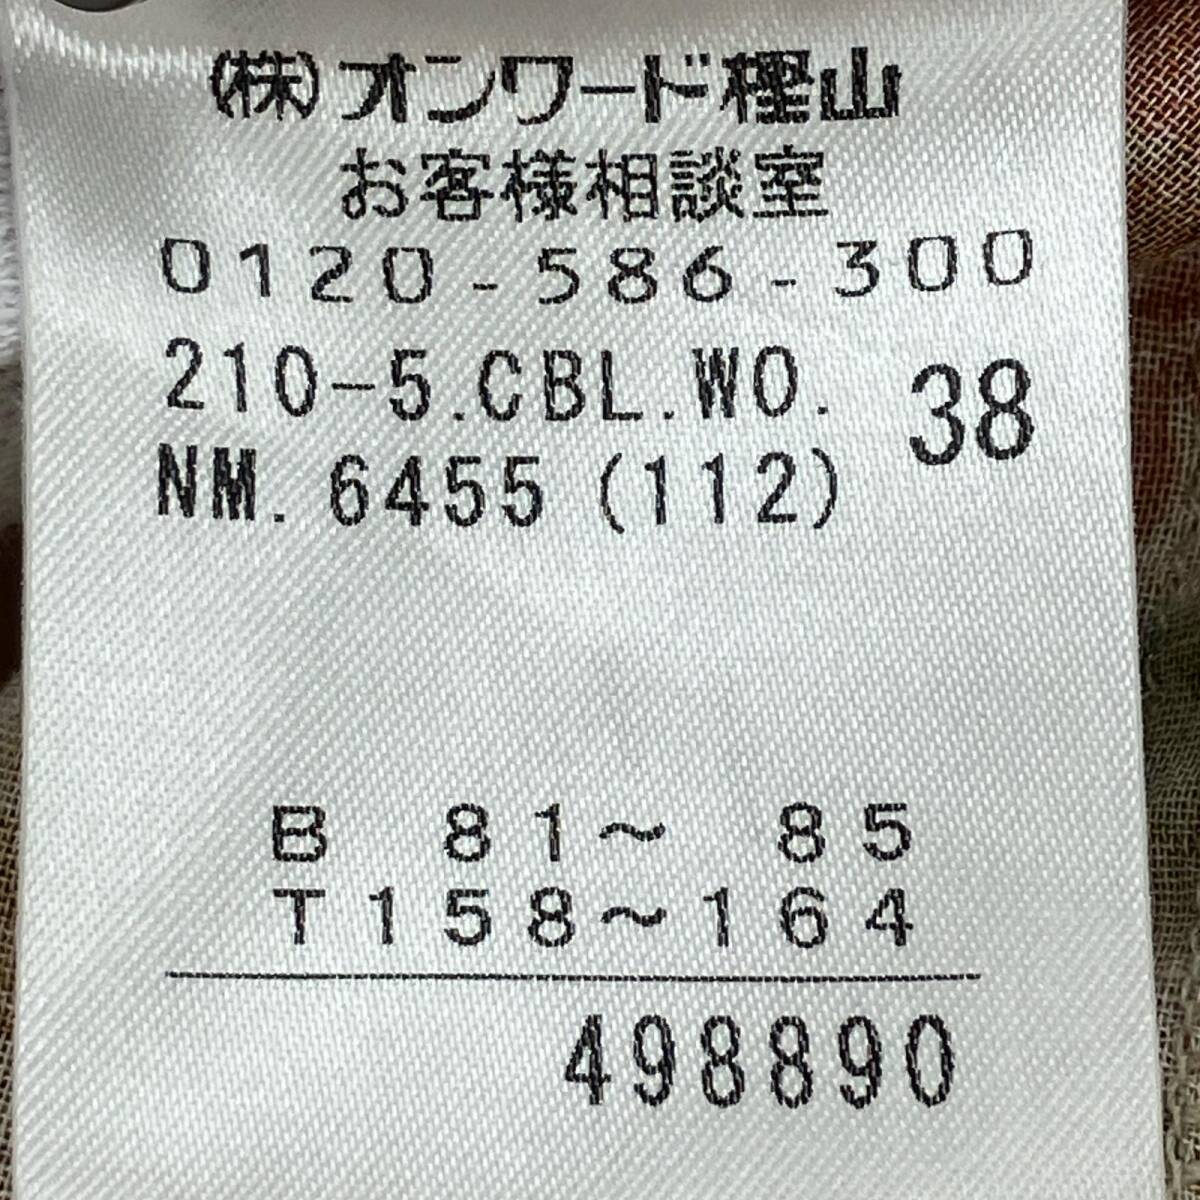 (株)オンワード樫山
お客様相談室
0120-586-300
210-5.CBL.WO. 38
NM. 6455 (112)
B 81～ 85
T158～164
498890